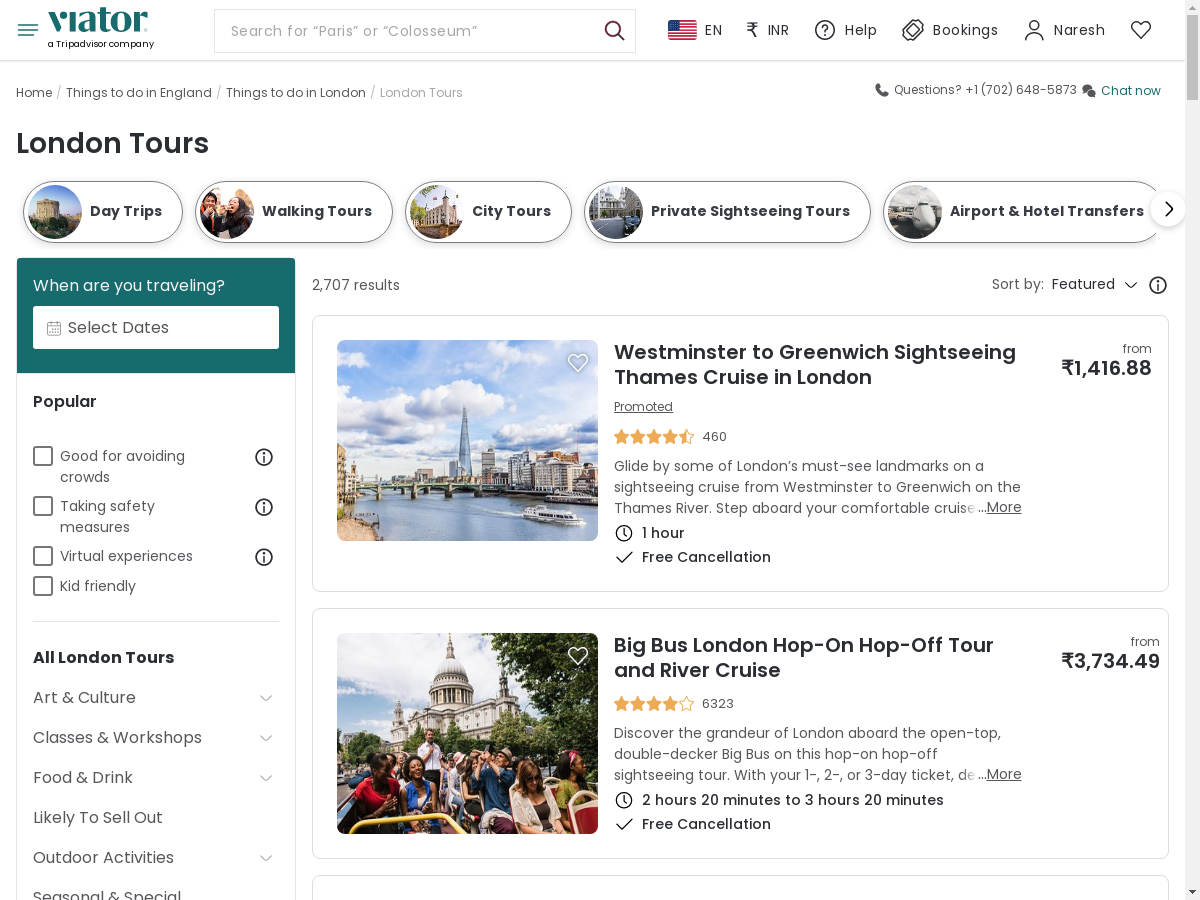 viator
a Tripadvisor company
Search for “Paris” or “Colosseum”
EN
₹ INR
Help
Bookings
Naresh
Home / Things to do in England / Things to do in London / London Tours
Questions? +1 (702) 648-5873
Chat now
London Tours
Day Trips
Walking Tours
City Tours
Private Sightseeing Tours
Airport & Hotel Transfers
When are you traveling?
Select Dates
2,707 results
Sort by: Featured
Popular
Good for avoiding
crowds
Taking safety
measures
Virtual experiences
Kid friendly
All London Tours
Art & Culture
Classes & Workshops
Food & Drink
Likely To Sell Out
Outdoor Activities
Seasonal & Special
Westminster to Greenwich Sightseeing
Thames Cruise in London
from
₹1,416.88
Promoted
460
Glide by some of London’s must-see landmarks on a
sightseeing cruise from Westminster to Greenwich on the
Thames River. Step aboard your comfortable cruise ...More
1 hour
Free Cancellation
Big Bus London Hop-On Hop-Off Tour
and River Cruise
from
₹3,734.49
6323
Discover the grandeur of London aboard the open-top,
double-decker Big Bus on this hop-on hop-off
sightseeing tour. With your 1-, 2-, or 3-day ticket, de ...More
2 hours 20 minutes to 3 hours 20 minutes
Free Cancellation